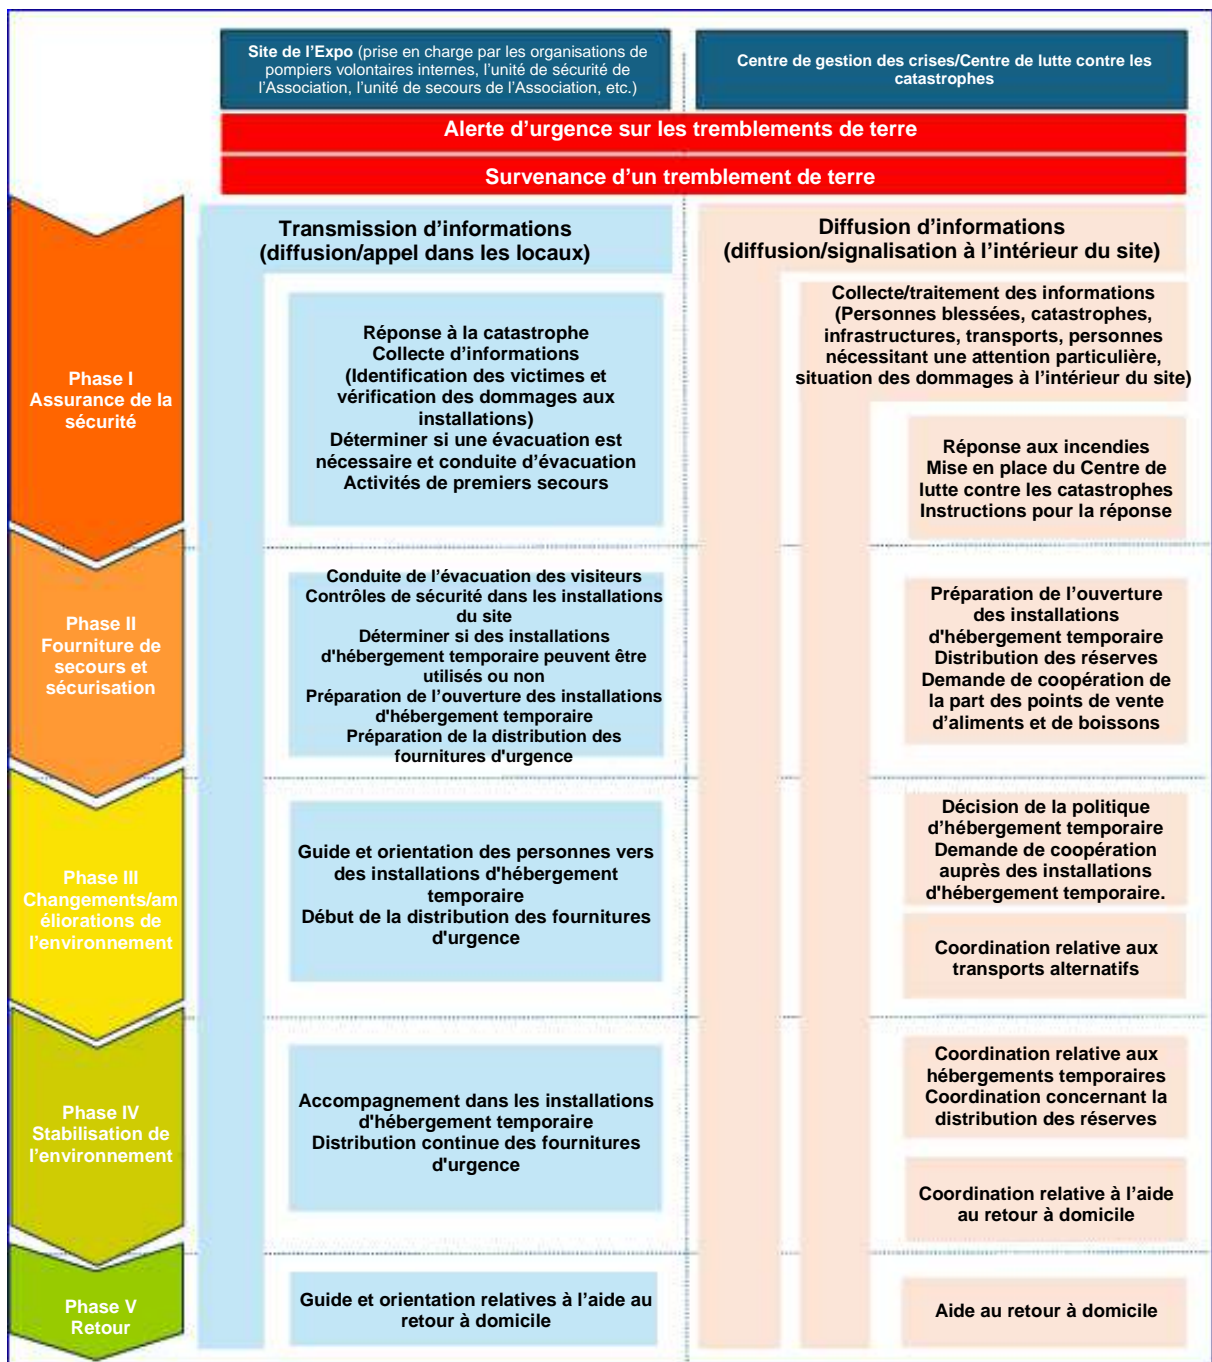 Site de l’Expo (prise en charge par les organisations de
pompiers volontaires internes, l’unité de sécurité de
l’Association, l’unité de secours de l’Association, etc.)
Centre de gestion des crises/Centre de lutte contre les
catastrophes
Alerte d’urgence sur les tremblements de terre
Survenance d’un tremblement de terre
Transmission d’informations
(diffusion/appel dans les locaux)
Diffusion d’informations
(diffusion/signalisation à l’intérieur du site)
Collecte/traitement des informations
(Personnes blessées, catastrophes,
infrastructures, transports, personnes
nécessitant une attention particulière,
situation des dommages à l’intérieur du site)
Phase I
Assurance de la
sécurité
Réponse à la catastrophe
Collecte d’informations
(Identification des victimes et
vérification des dommages aux
installations)
Déterminer si une évacuation est
nécessaire et conduite d’évacuation
Activités de premiers secours
Réponse aux incendies
Mise en place du Centre de
lutte contre les catastrophes
Instructions pour la réponse
Phase II
Fourniture de
secours et
sécurisation
Conduite de l’évacuation des visiteurs
Contrôles de sécurité dans les installations
du site
Déterminer si des installations
d'hébergement temporaire peuvent être
utilisés ou non
Préparation de l’ouverture des installations
d'hébergement temporaire
Préparation de la distribution des
fournitures d'urgence
Préparation de l’ouverture
des installations
d'hébergement temporaire
Distribution des réserves
Demande de coopération de
la part des points de vente
d’aliments et de boissons
Phase III
Changements/am
éliorations de
l’environnement
Guide et orientation des personnes vers
des installations d'hébergement
temporaire
Début de la distribution des fournitures
d'urgence
Décision de la politique
d’hébergement temporaire
Demande de coopération
auprès des installations
d'hébergement temporaire.
Coordination relative aux
transports alternatifs
Phase IV
Stabilisation de
l’environnement
Accompagnement dans les installations
d'hébergement temporaire
Distribution continue des fournitures
d'urgence
Coordination relative aux
hébergements temporaires
Coordination concernant la
distribution des réserves
Coordination relative à l’aide
au retour à domicile
Phase V
Retour
Guide et orientation relatives à l’aide au
retour à domicile
Aide au retour à domicile